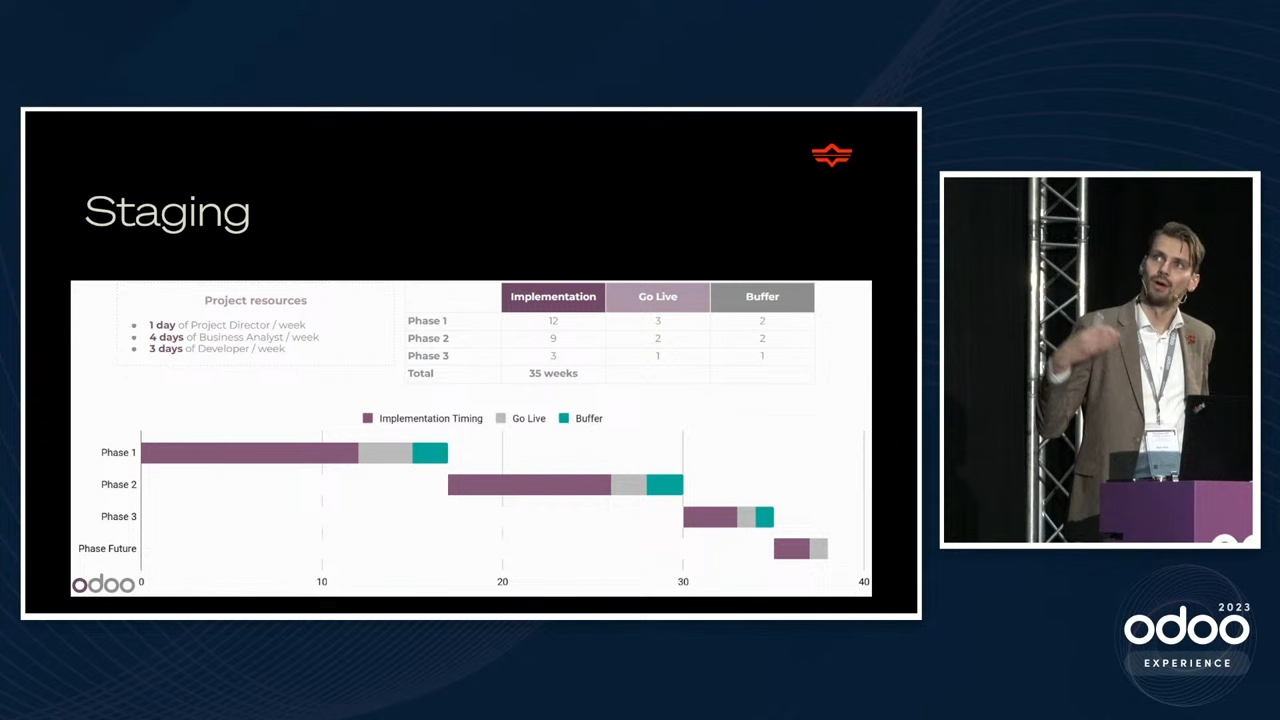 Staging
Project resources
1 day of Project Director / week
4 days of Business Analyst / week
3 days of Developer / week
Implementation Go Live Buffer
Phase 1 12 3 2
Phase 2 9 2 2
Phase 3 3 1 1
Total 35 weeks
Implementation Timing Go Live Buffer
Phase 1
Phase 2
Phase 3
Phase Future
0 10 20 30 40
odoo
2023
odoo
EXPERIENCE